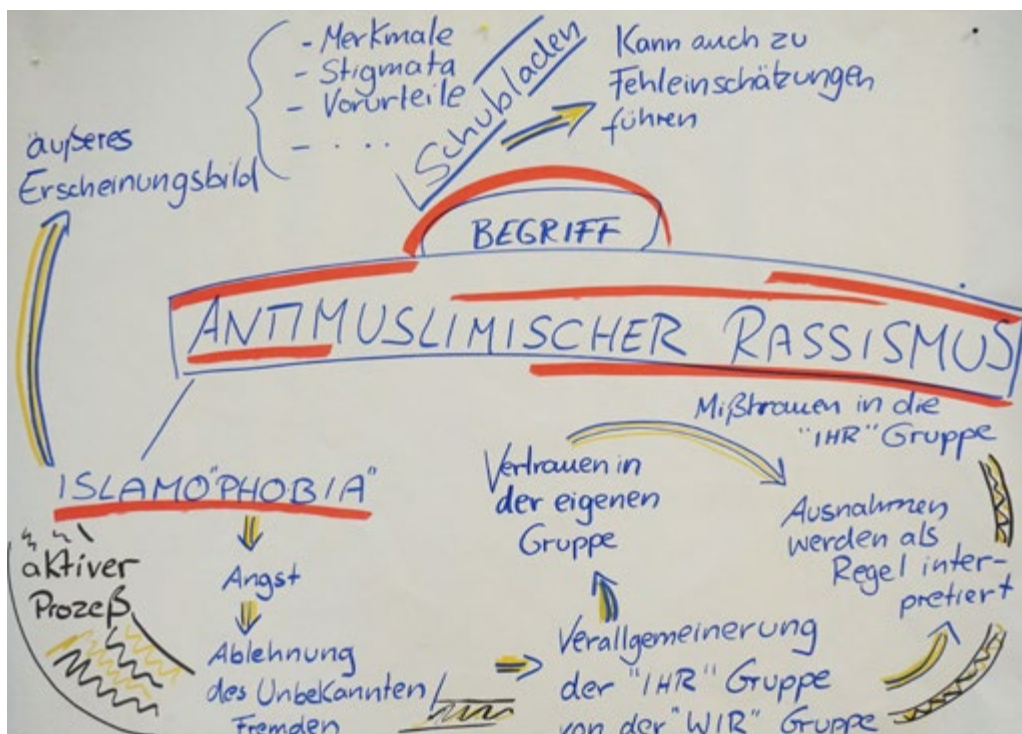 - Merkmale
- Stigmata
- Vorurteile
- ....
Schubladen
Kann auch zu
Fehleinschätzungen
führen
äußeres
Erscheinungsbild
BEGRIFF
ANTIMUSLIMISCHER RASSISMUS
ISLAMO"PHOBIA"
aktiver
Prozeß
Angst
Ablehnung
des Unbekannten/
Fremden
Verallgemeinerung
der "IHR" Gruppe
von der "WIR" Gruppe
Vertrauen in
der eigenen
Gruppe
Mißtrauen in die
"IHR" Gruppe
Ausnahmen
werden als
Regel inter-
pretiert